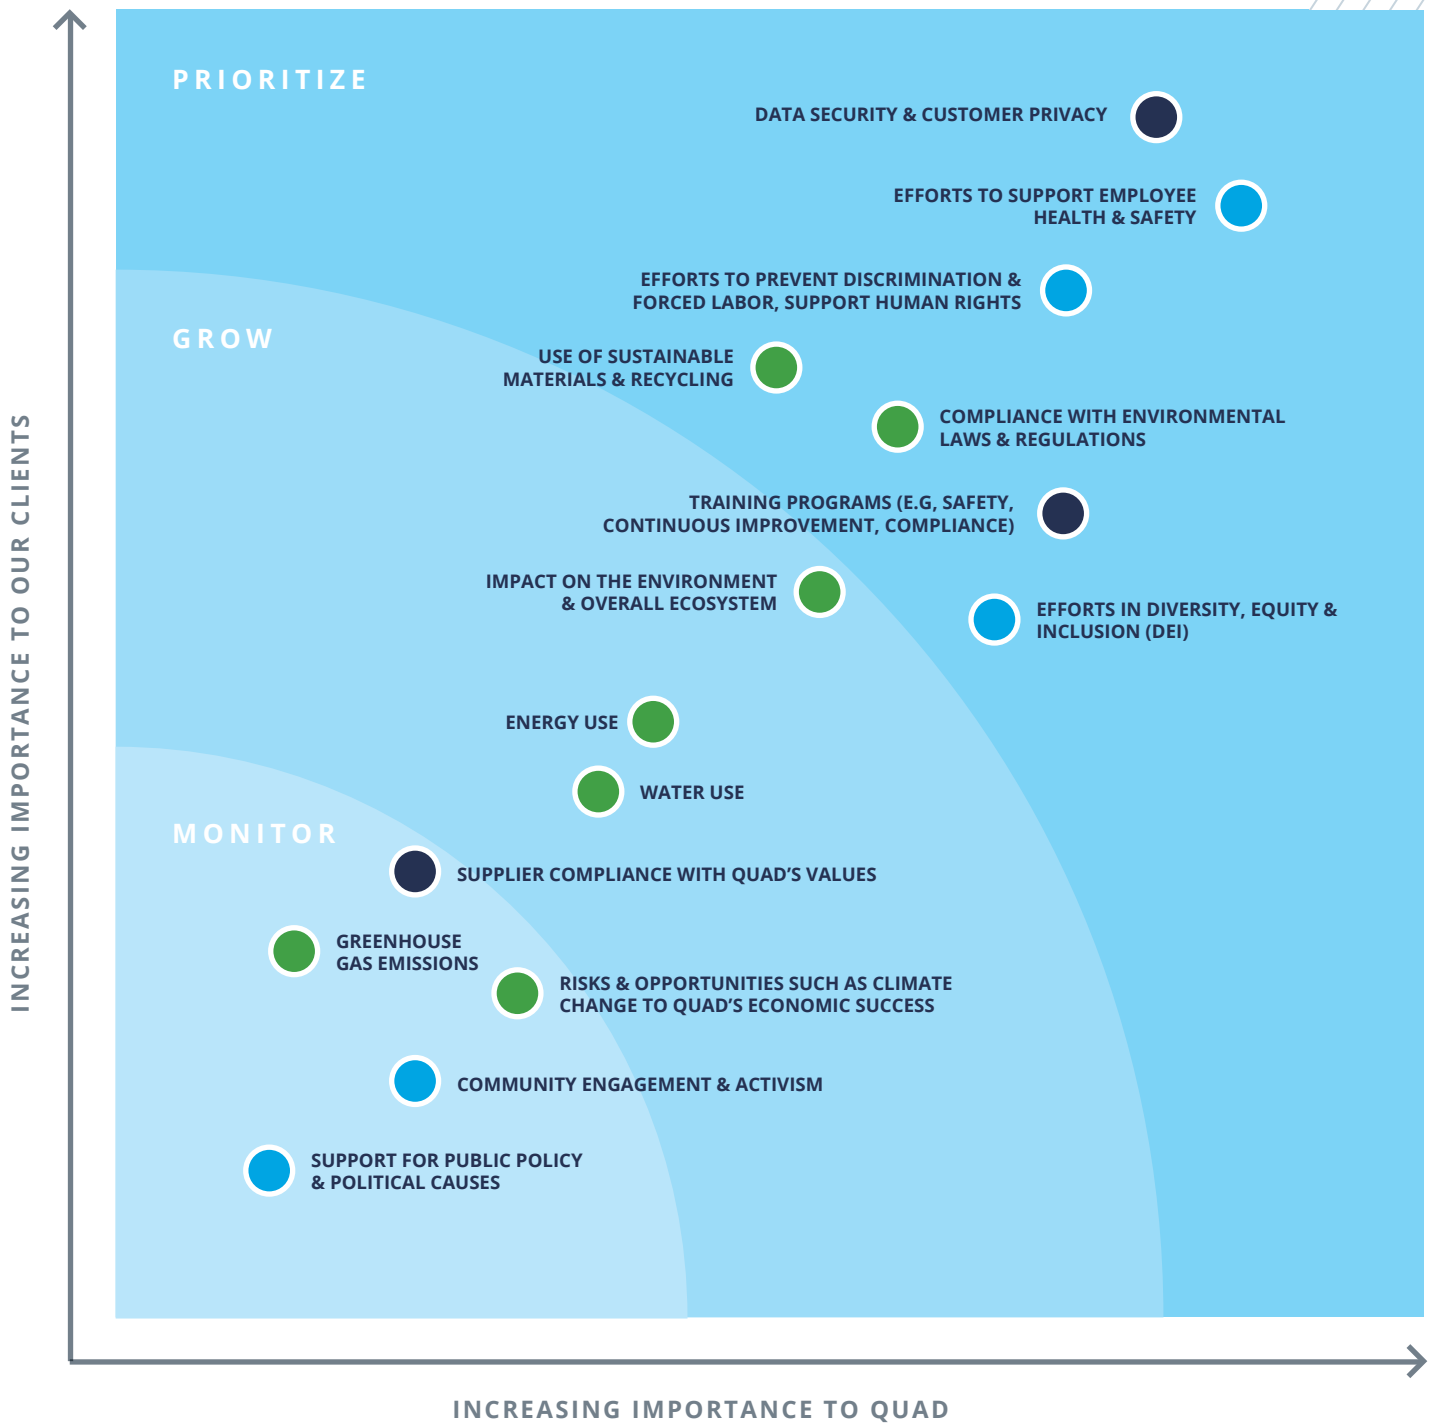 PRIORITIZE
DATA SECURITY & CUSTOMER PRIVACY
EFFORTS TO SUPPORT EMPLOYEE
HEALTH & SAFETY
EFFORTS TO PREVENT DISCRIMINATION &
FORCED LABOR, SUPPORT HUMAN RIGHTS
GROW
USE OF SUSTAINABLE
MATERIALS & RECYCLING
COMPLIANCE WITH ENVIRONMENTAL
LAWS & REGULATIONS
TRAINING PROGRAMS (E.G, SAFETY,
CONTINUOUS IMPROVEMENT, COMPLIANCE)
IMPACT ON THE ENVIRONMENT
& OVERALL ECOSYSTEM
EFFORTS IN DIVERSITY, EQUITY &
INCLUSION (DEI)
ENERGY USE
WATER USE
MONITOR
SUPPLIER COMPLIANCE WITH QUAD’S VALUES
GREENHOUSE
GAS EMISSIONS
RISKS & OPPORTUNITIES SUCH AS CLIMATE
CHANGE TO QUAD’S ECONOMIC SUCCESS
COMMUNITY ENGAGEMENT & ACTIVISM
SUPPORT FOR PUBLIC POLICY
& POLITICAL CAUSES
INCREASING IMPORTANCE TO OUR CLIENTS
INCREASING IMPORTANCE TO QUAD